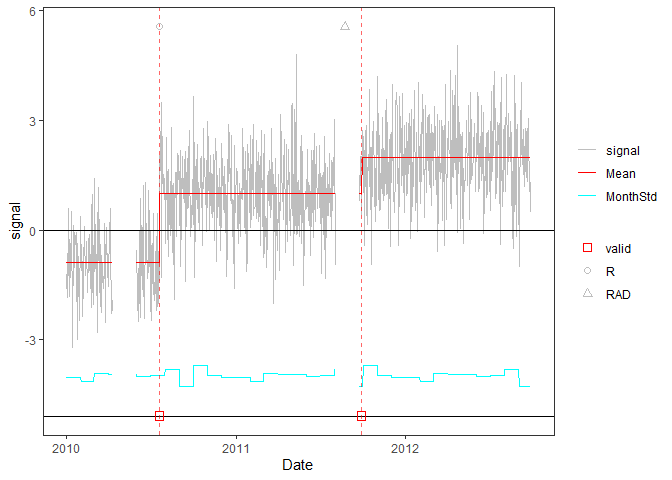 6
3
0
-3
signal
2010
2011
2012
Date
signal
Mean
MonthStd
valid
R
RAD